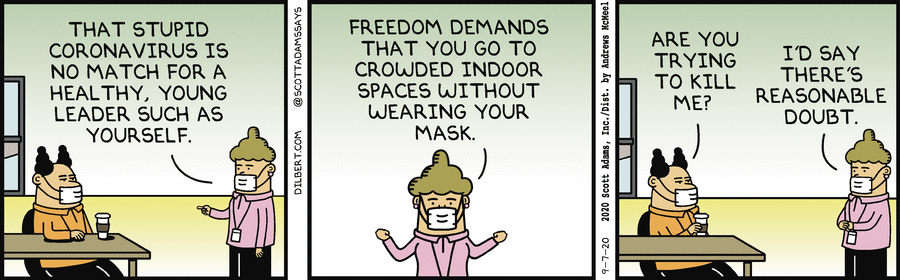 THAT STUPID
CORONAVIRUS IS
NO MATCH FOR A
HEALTHY, YOUNG
LEADER SUCH AS
YOURSELF.
DILBERT.COM @SCOTTADAMSSAYS
FREEDOM DEMANDS
THAT YOU GO TO
CROWDED INDOOR
SPACES WITHOUT
WEARING YOUR
MASK.
9-7-20 2020 Scott Adams, Inc./Dist. by Andrews McMeel
ARE YOU
TRYING
TO KILL
ME?
I'D SAY
THERE'S
REASONABLE
DOUBT.